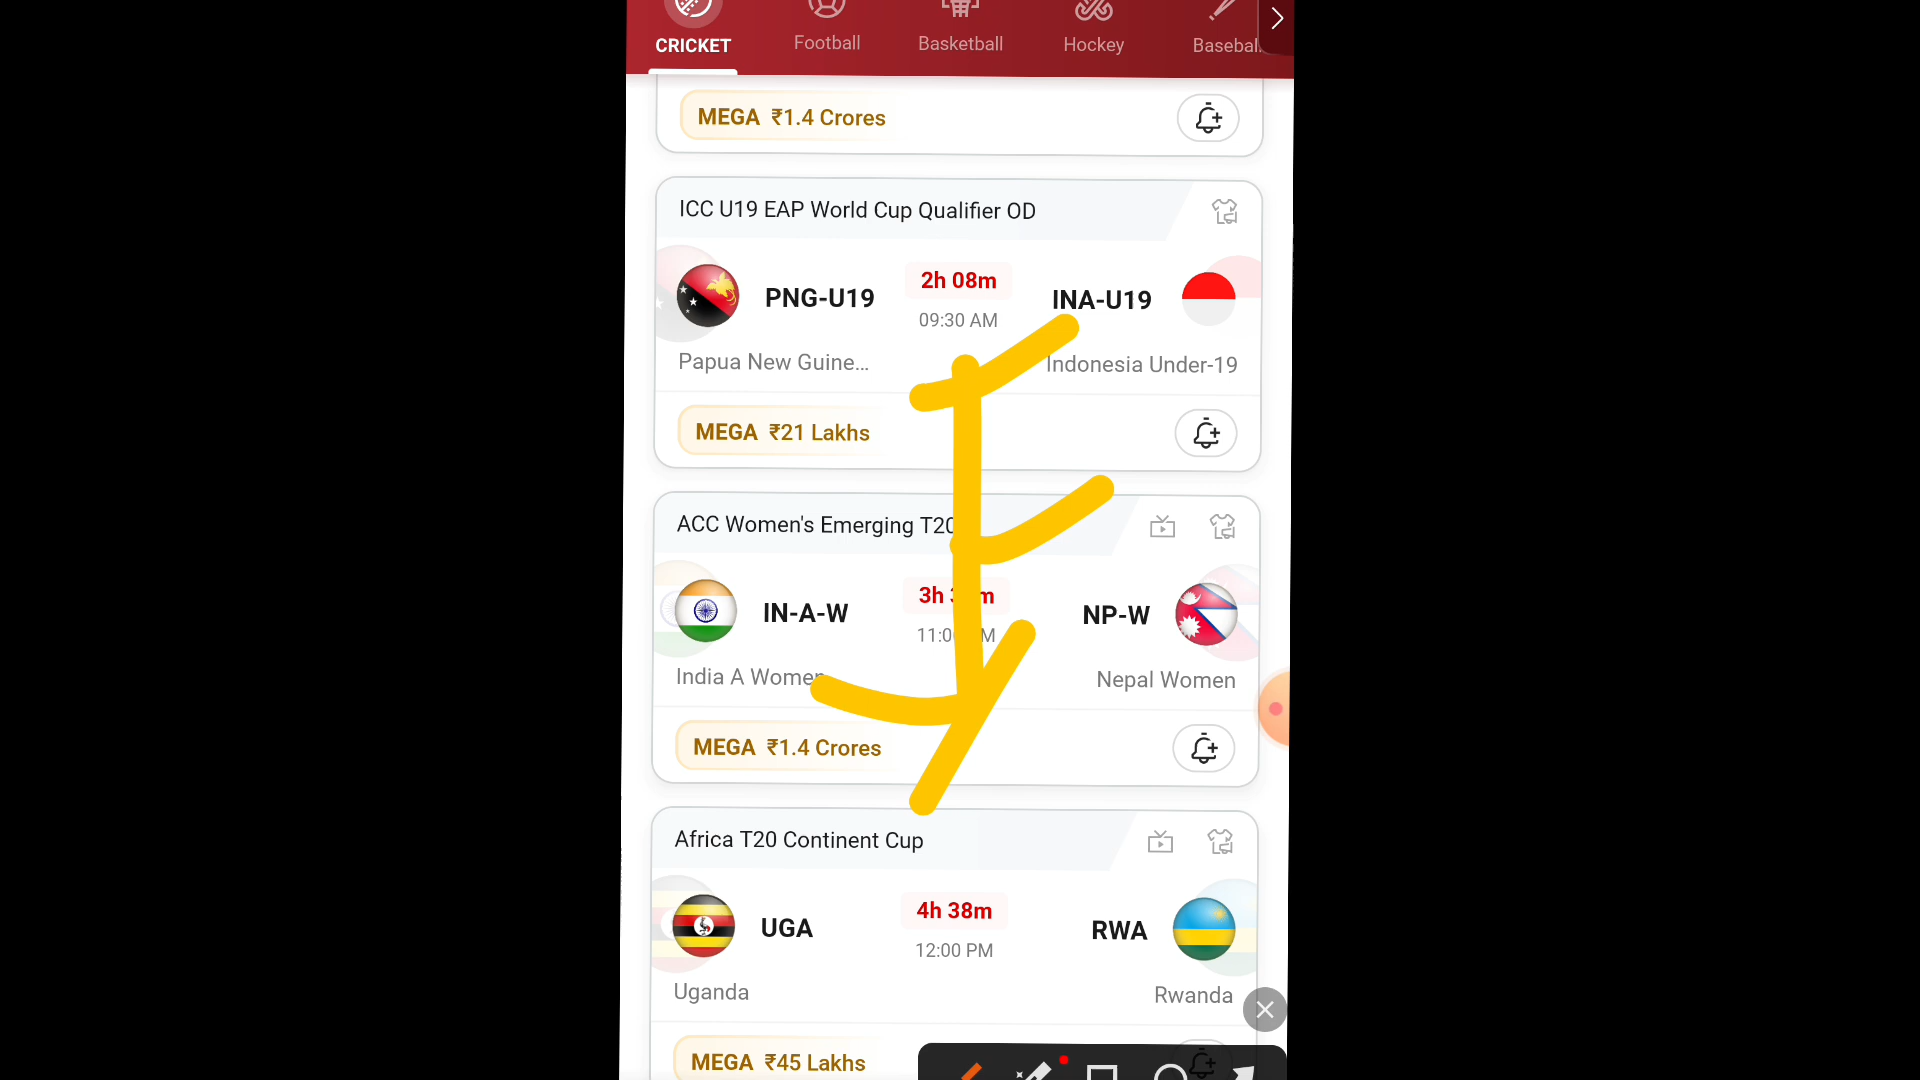 CRICKET Football Basketball Hockey
MEGA ₹1.4 Crores
ICC U19 EAP World Cup Qualifier OD
PNG-U19 2h 08m INA-U19
09:30 AM
Papua New Guine... Indonesia Under-19
MEGA ₹21 Lakhs
ACC Women's Emerging T20
IN-A-W 3h NP-W
India A Women Nepal Women
MEGA ₹1.4 Crores
Africa T20 Continent Cup
UGA 4h 38m RWA
12:00 PM
Uganda Rwanda
MEGA ₹45 Lakhs